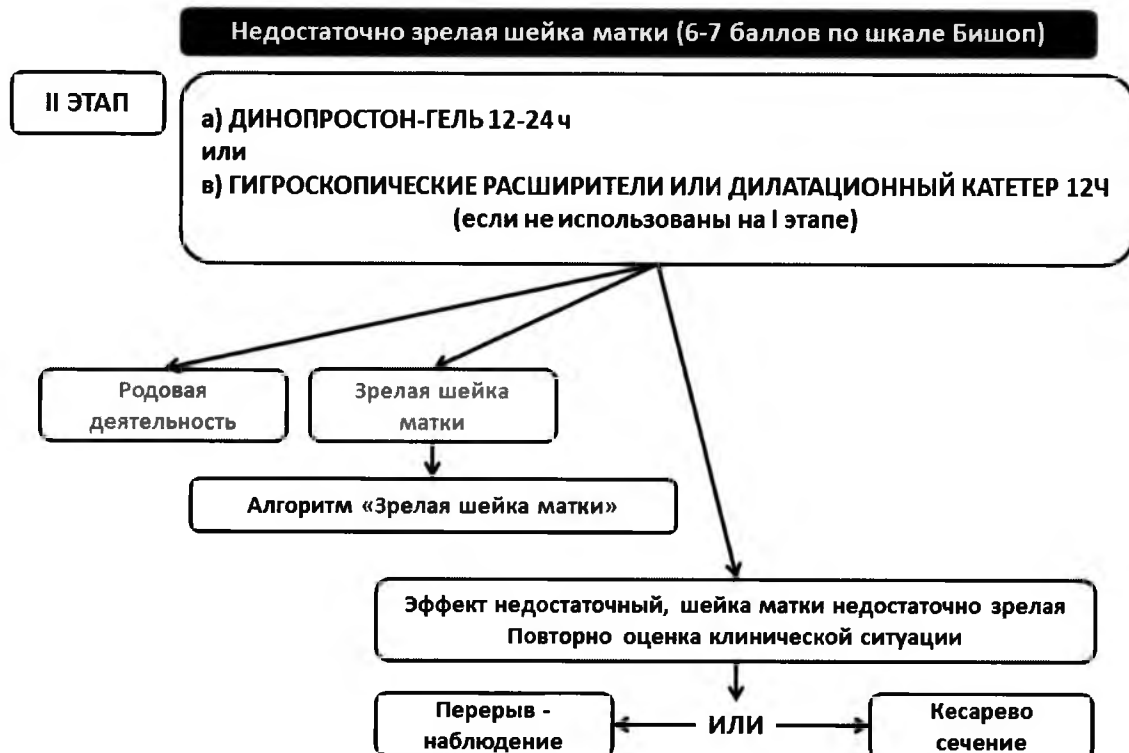 Недостаточно зрелая шейка матки (6-7 баллов по шкале Бишоп)
II ЭТАП
а) ДИНОПРОСТОН-ГЕЛЬ 12-24 ч
или
в) ГИГРОСКОПИЧЕСКИЕ РАСШИРИТЕЛИ ИЛИ ДИЛАТАЦИОННЫЙ КАТЕТЕР 12Ч
(если не использованы на I этапе)
Родовая
деятельность
Зрелая шейка
матки
Алгоритм «Зрелая шейка матки»
Эффект недостаточный, шейка матки недостаточно зрелая
Повторно оценка клинической ситуации
Перерыв -
наблюдение
ИЛИ
Кесарево
сечение